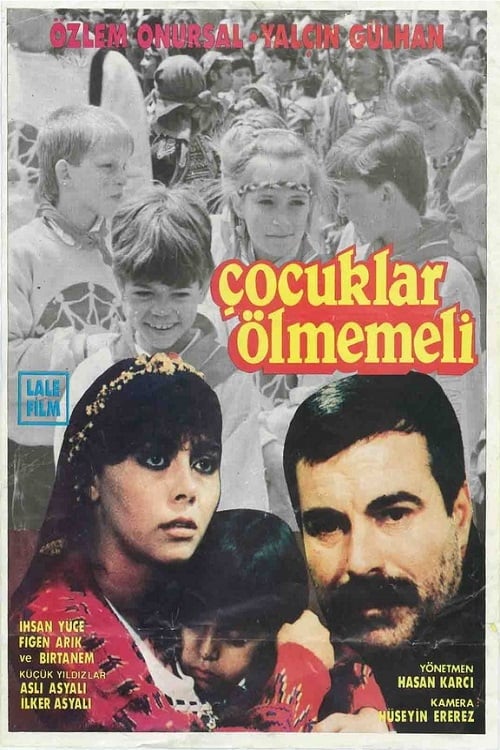 ÖZLEM ONURSAL • YALÇIN GÜLHAN
çocuklar
ölmemeli
LALE
FİLM
İHSAN YÜCE
FİGEN ARIK
ve BİRTANEM
KÜÇÜK YILDIZLAR
ASLI ASYALI
İLKER ASYALI
YÖNETMEN
HASAN KARCI
KAMERA:
HÜSEYİN EREREZ